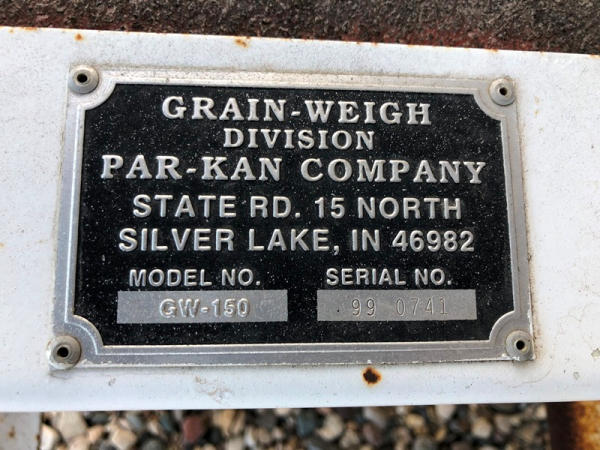 GRAIN-WEIGH
DIVISION
PAR-KAN COMPANY
STATE RD. 15 NORTH
SILVER LAKE, IN 46982
MODEL NO. SERIAL NO.
GW-150 99 0741